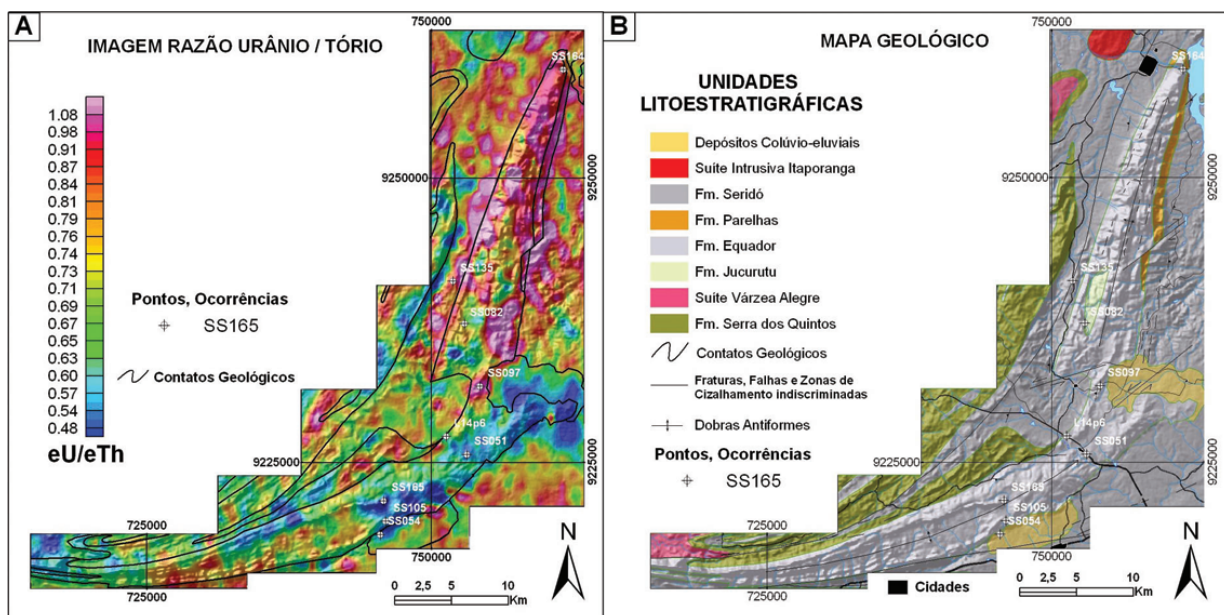 A
IMAGEM RAZÃO URÂNIO / TÓRIO
1.08
0.98
0.91
0.87
0.84
0.81
0.79
0.76
0.74
0.73
0.71
0.69
0.67
0.65
0.63
0.60
0.57
0.54
0.48
eU/eTh
Pontos, Ocorrências
SS165
Contatos Geológicos
750000
9250000
9250000
9225000
9225000
725000
725000
750000
SS164
SS135
SS082
SS097
L14p6
SS051
SS165
SS105
SS054
N
0 2,5 5 10
Km
B
MAPA GEOLÓGICO
UNIDADES
LITOESTRATIGRÁFICAS
Depósitos Colúvio-eluviais
Suite Intrusiva Itaporanga
Fm. Seridó
Fm. Parelhas
Fm. Equador
Fm. Jucurutu
Suite Várzea Alegre
Fm. Serra dos Quintos
Contatos Geológicos
Fraturas, Falhas e Zonas de
Cizalhamento indiscriminadas
Dobras Antiformes
Pontos, Ocorrências
SS165
750000
9250000
9250000
9225000
9225000
725000
725000
750000
SS164
SS135
SS082
SS097
L14p6
SS051
SS165
SS105
SS054
Cidades
N
0 2,5 5 10
Km